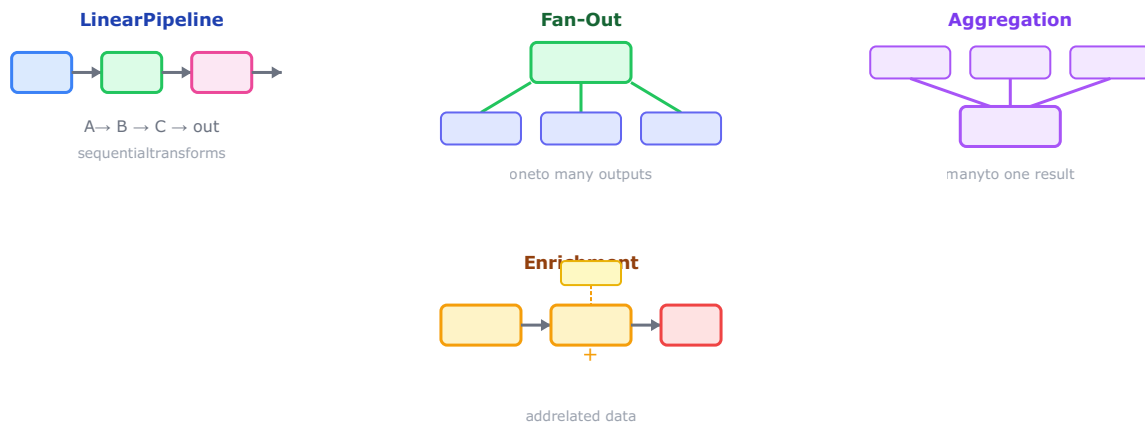 LinearPipeline
Fan-Out
Aggregation
A→ B → C → out
sequentialtransforms
oneto many outputs
manyto one result
Enrichment
+
addrelated data